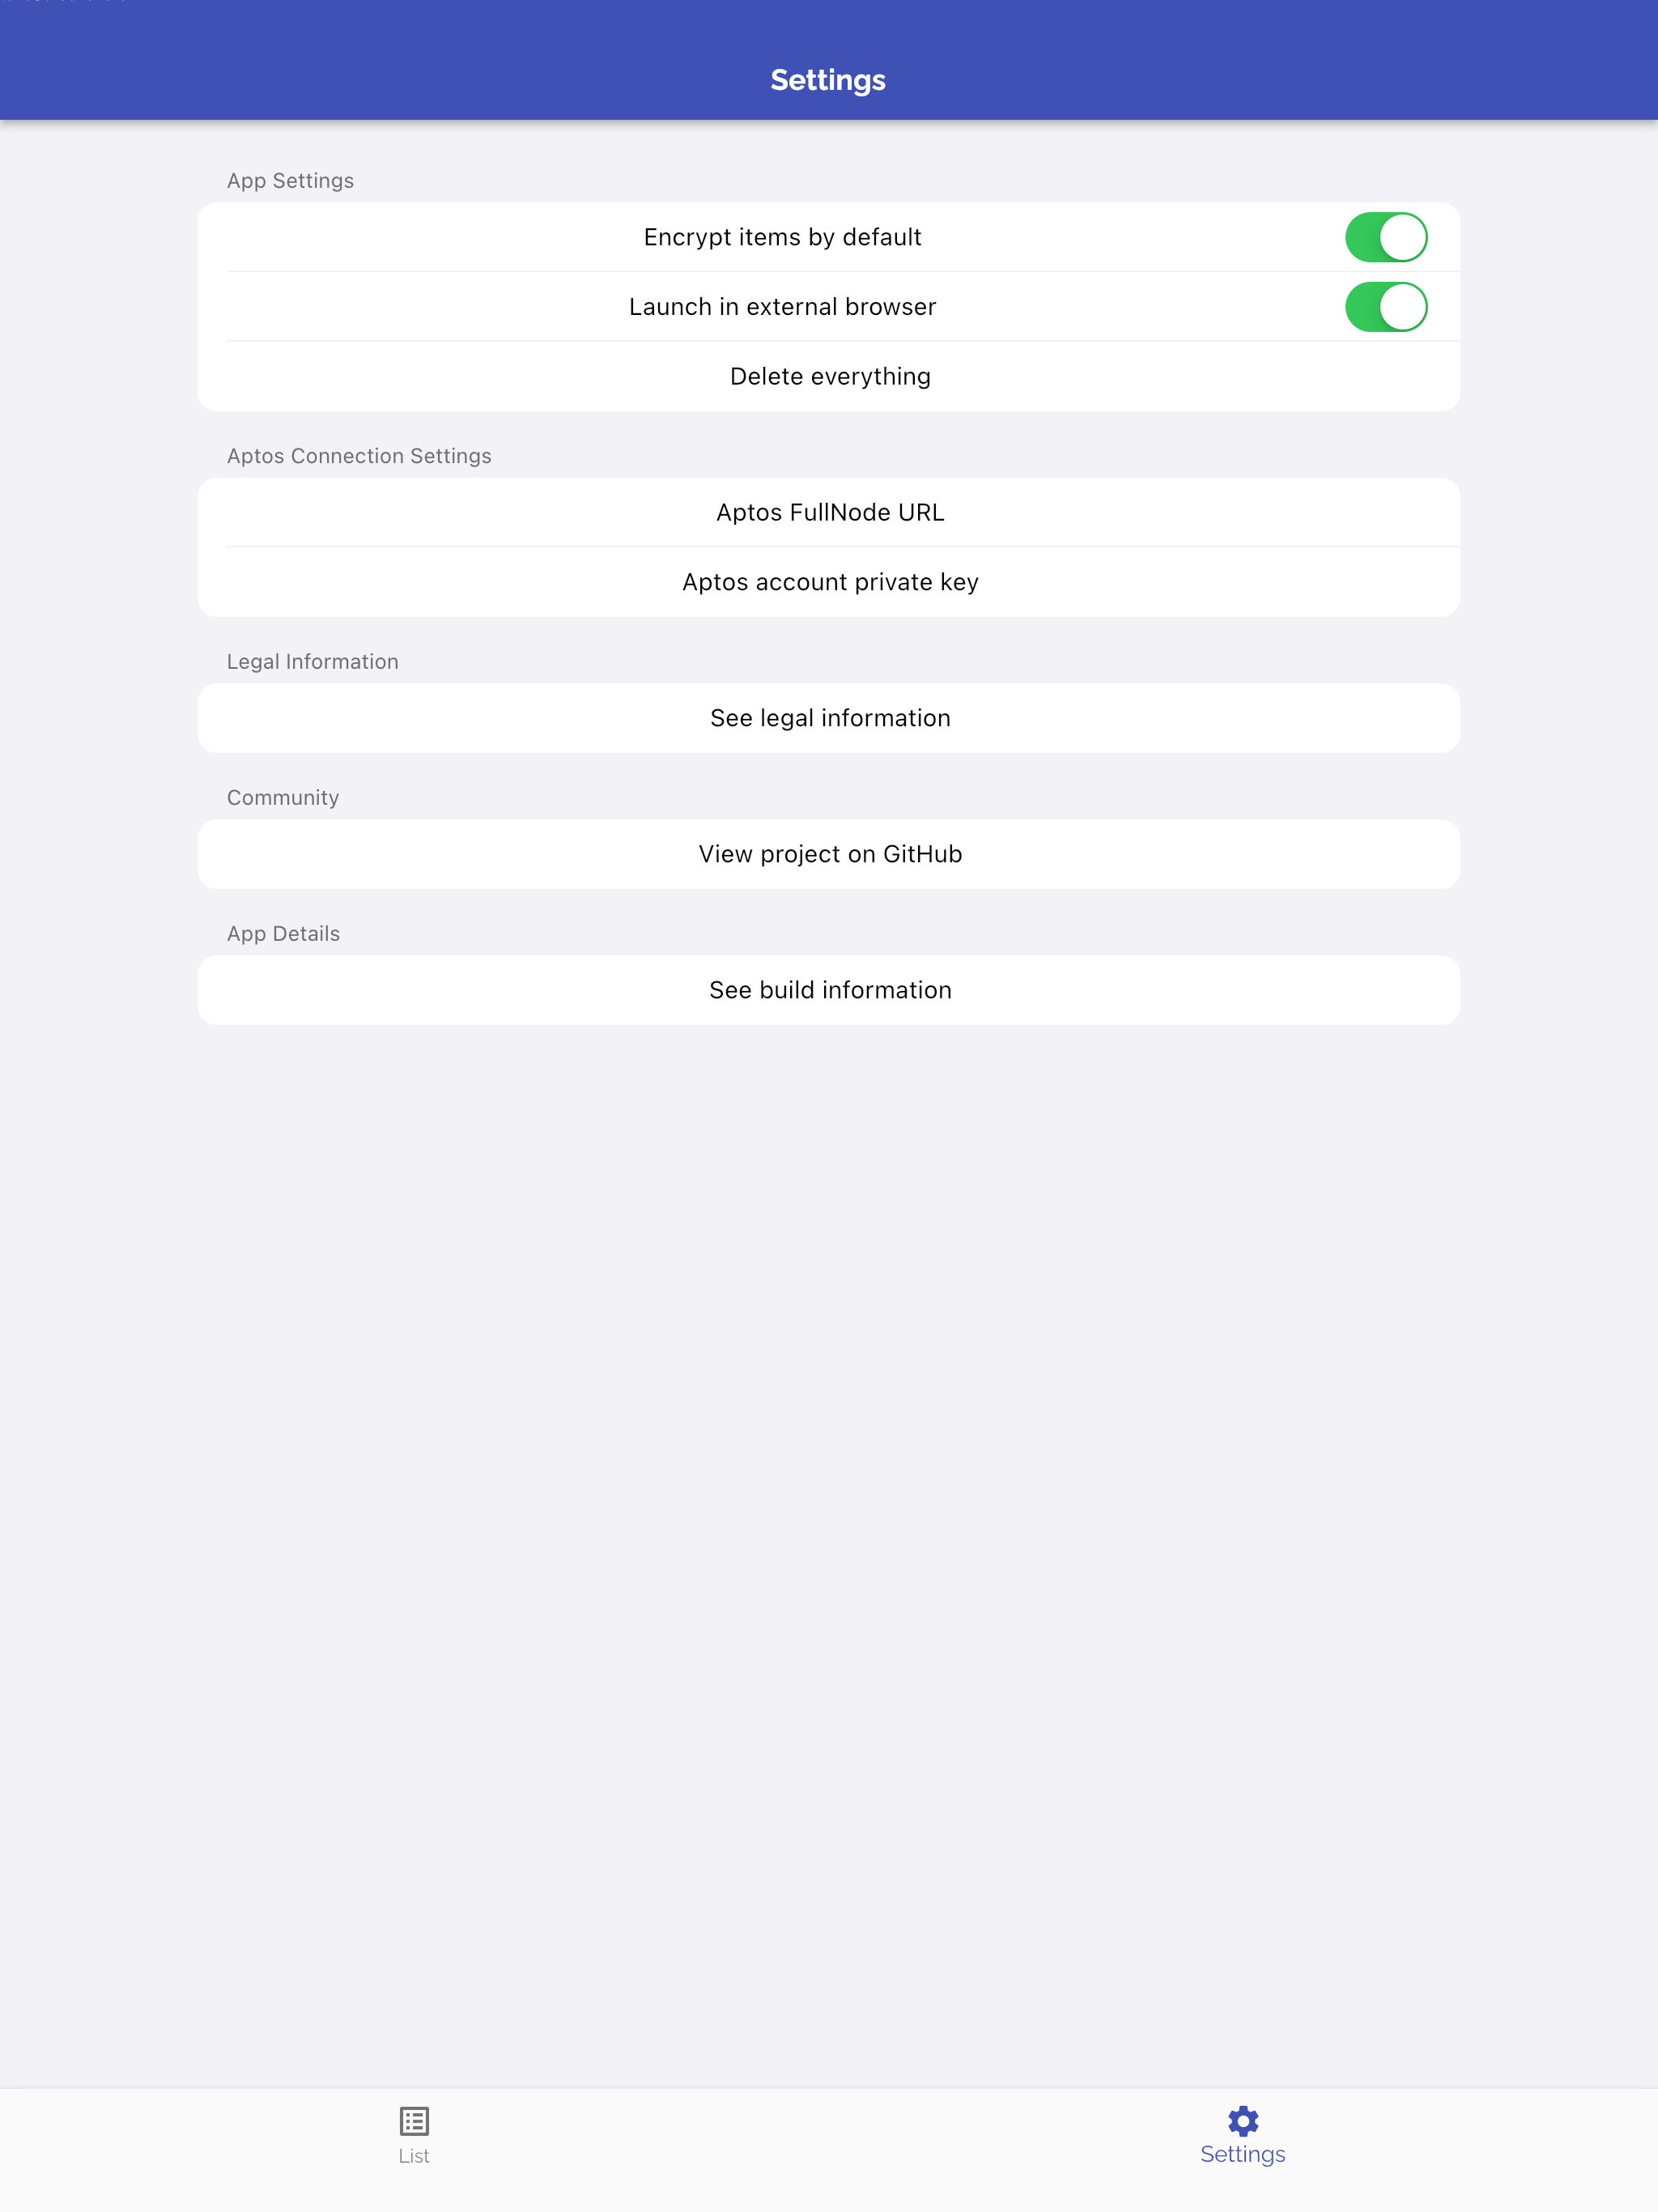 Settings
App Settings
Encrypt items by default
Launch in external browser
Delete everything
Aptos Connection Settings
Aptos FullNode URL
Aptos account private key
Legal Information
See legal information
Community
View project on GitHub
App Details
See build information
List
Settings